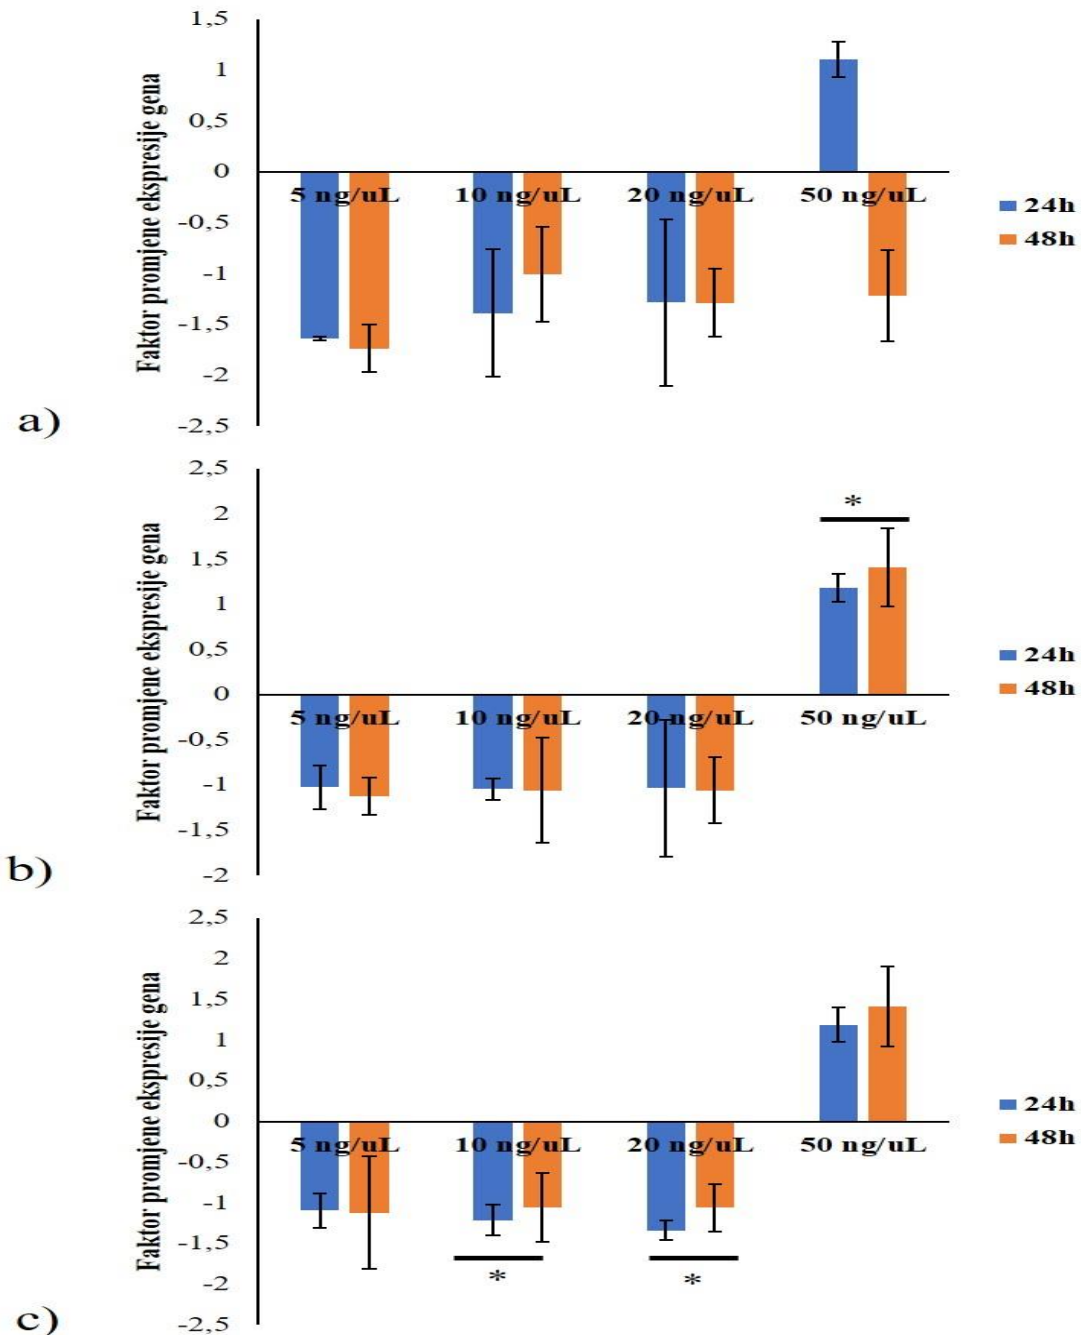 1,5
1
0,5
0
-0,5
-1
-1,5
-2
-2,5
Faktor promjene ekspresije gena
5 ng/uL 10 ng/uL 20 ng/uL 50 ng/uL
24h
48h
a)
2,5
2
1,5
1
0,5
0
-0,5
-1
-1,5
-2
Faktor promjene ekspresije gena
*
5 ng/uL 10 ng/uL 20 ng/uL 50 ng/uL
24h
48h
b)
2,5
2
1,5
1
0,5
0
-0,5
-1
-1,5
-2
-2,5
Faktor promjene ekspresije gena
5 ng/uL 10 ng/uL 20 ng/uL 50 ng/uL
* *
24h
48h
c)